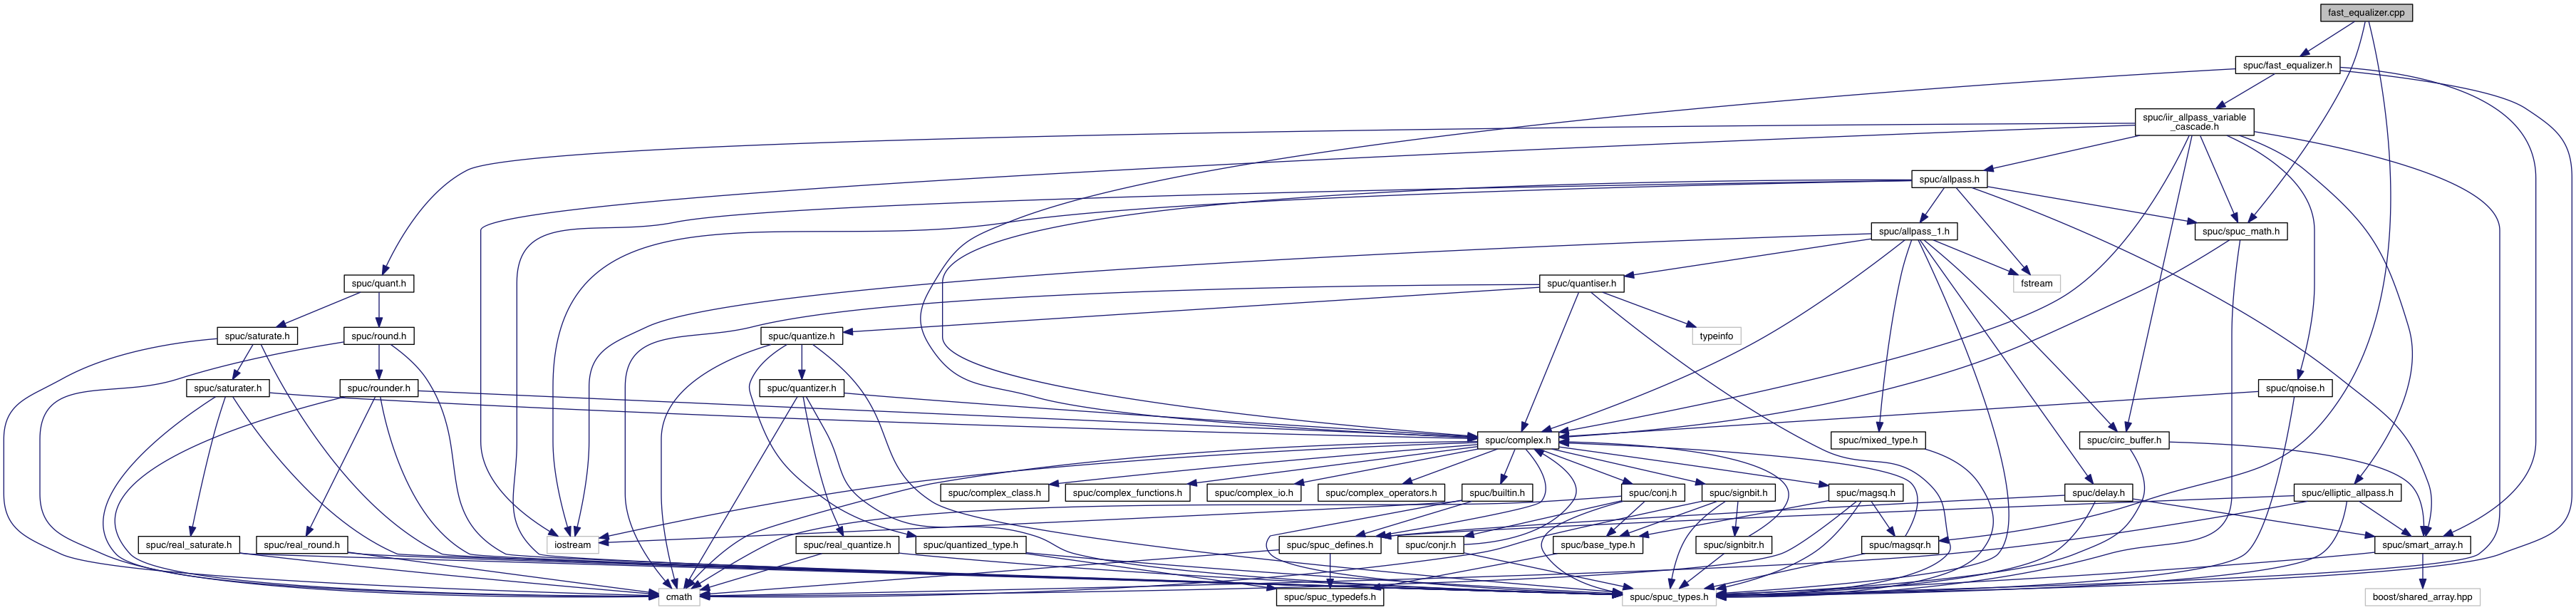 fast_equalizer.cpp
spuc/fast_equalizer.h
spuc/iir_allpass_variable
_cascade.h
spuc/allpass.h
spuc/allpass_1.h
spuc/spuc_math.h
spuc/quant.h
spuc/quantiser.h
fstream
spuc/saturate.h
spuc/round.h
spuc/quantize.h
typeinfo
spuc/saturater.h
spuc/rounder.h
spuc/quantizer.h
spuc/qnoise.h
spuc/complex.h
spuc/mixed_type.h
spuc/circ_buffer.h
spuc/complex_class.h
spuc/complex_functions.h
spuc/complex_io.h
spuc/complex_operators.h
spuc/builtin.h
spuc/conj.h
spuc/signbit.h
spuc/magsq.h
spuc/delay.h
spuc/elliptic_allpass.h
spuc/real_saturate.h
spuc/real_round.h
iostream
spuc/real_quantize.h
spuc/quantized_type.h
spuc/spuc_defines.h
spuc/conjr.h
spuc/base_type.h
spuc/signbitr.h
spuc/magsqr.h
spuc/smart_array.h
cmath
spuc/spuc_typedefs.h
spuc/spuc_types.h
boost/shared_array.hpp